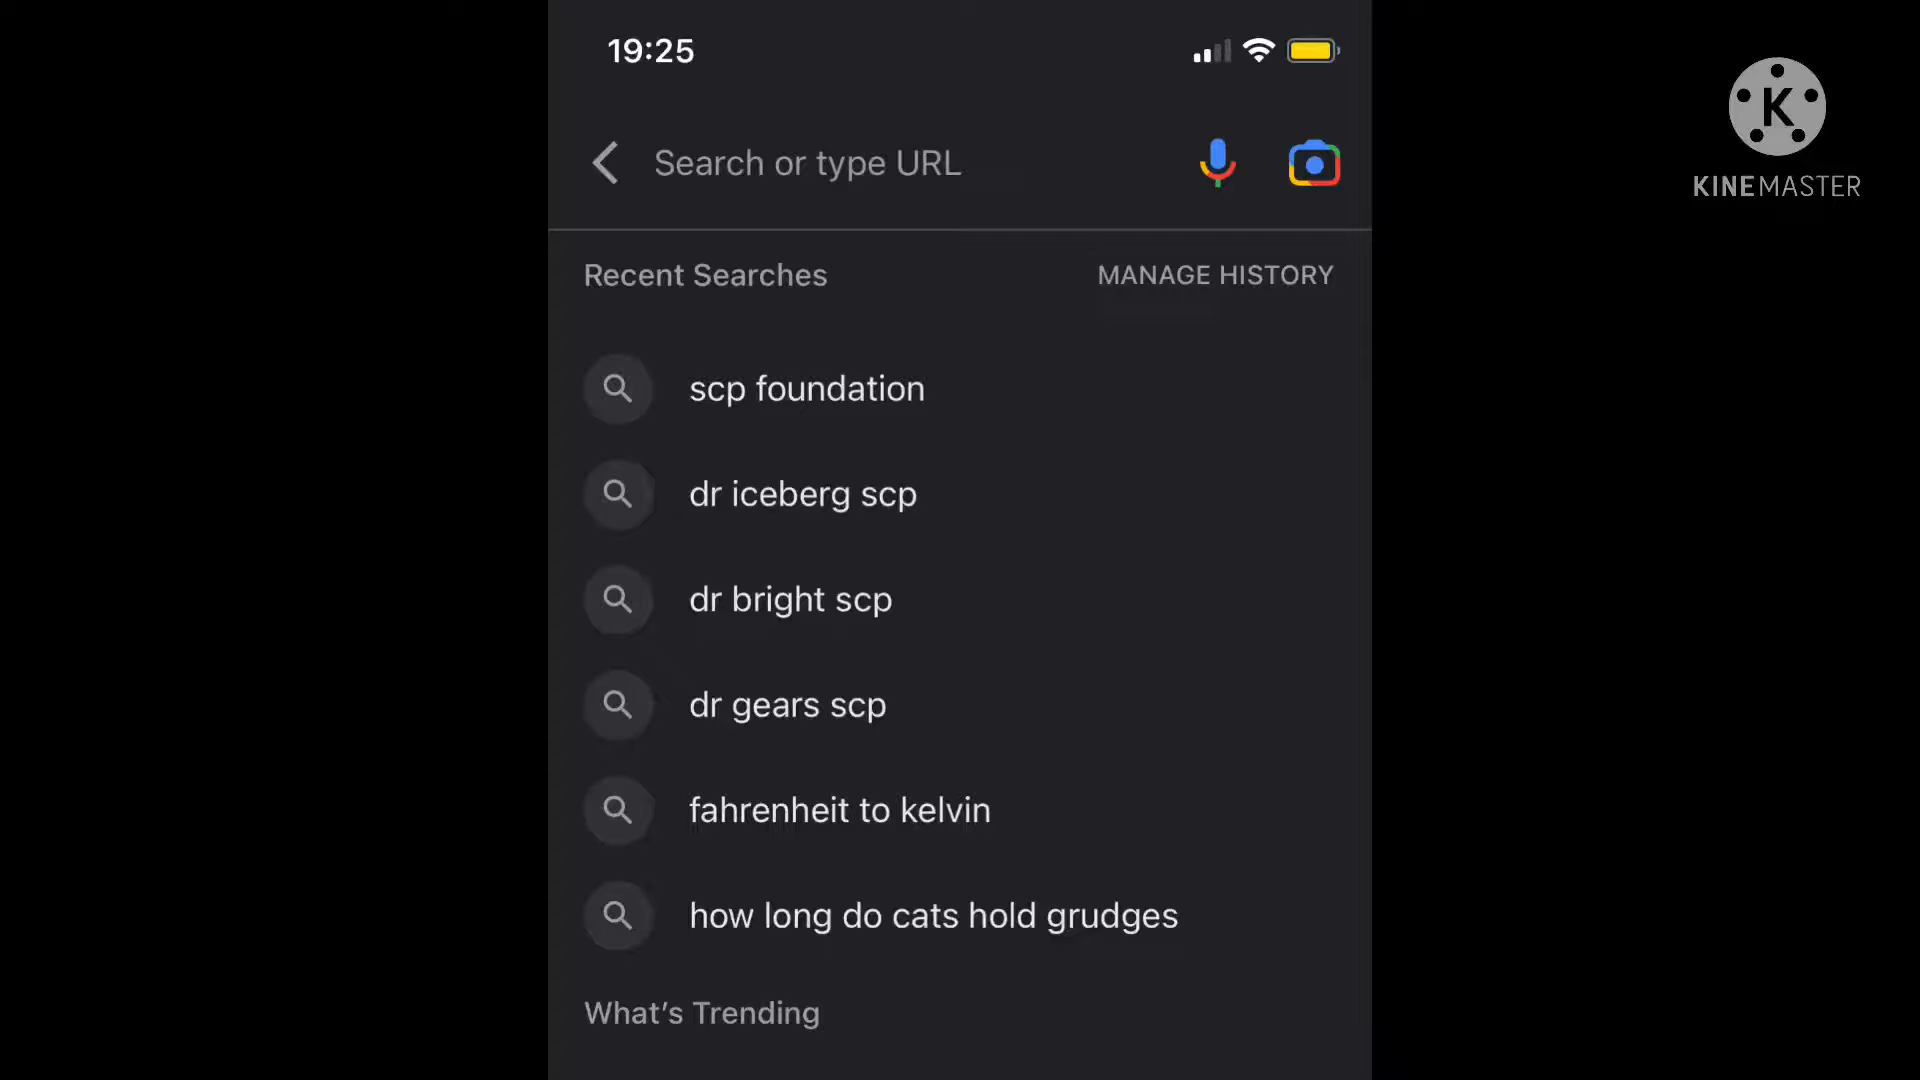 19:25
Search or type URL
K
KINEMASTER
Recent Searches
MANAGE HISTORY
scp foundation
dr iceberg scp
dr bright scp
dr gears scp
fahrenheit to kelvin
how long do cats hold grudges
What’s Trending